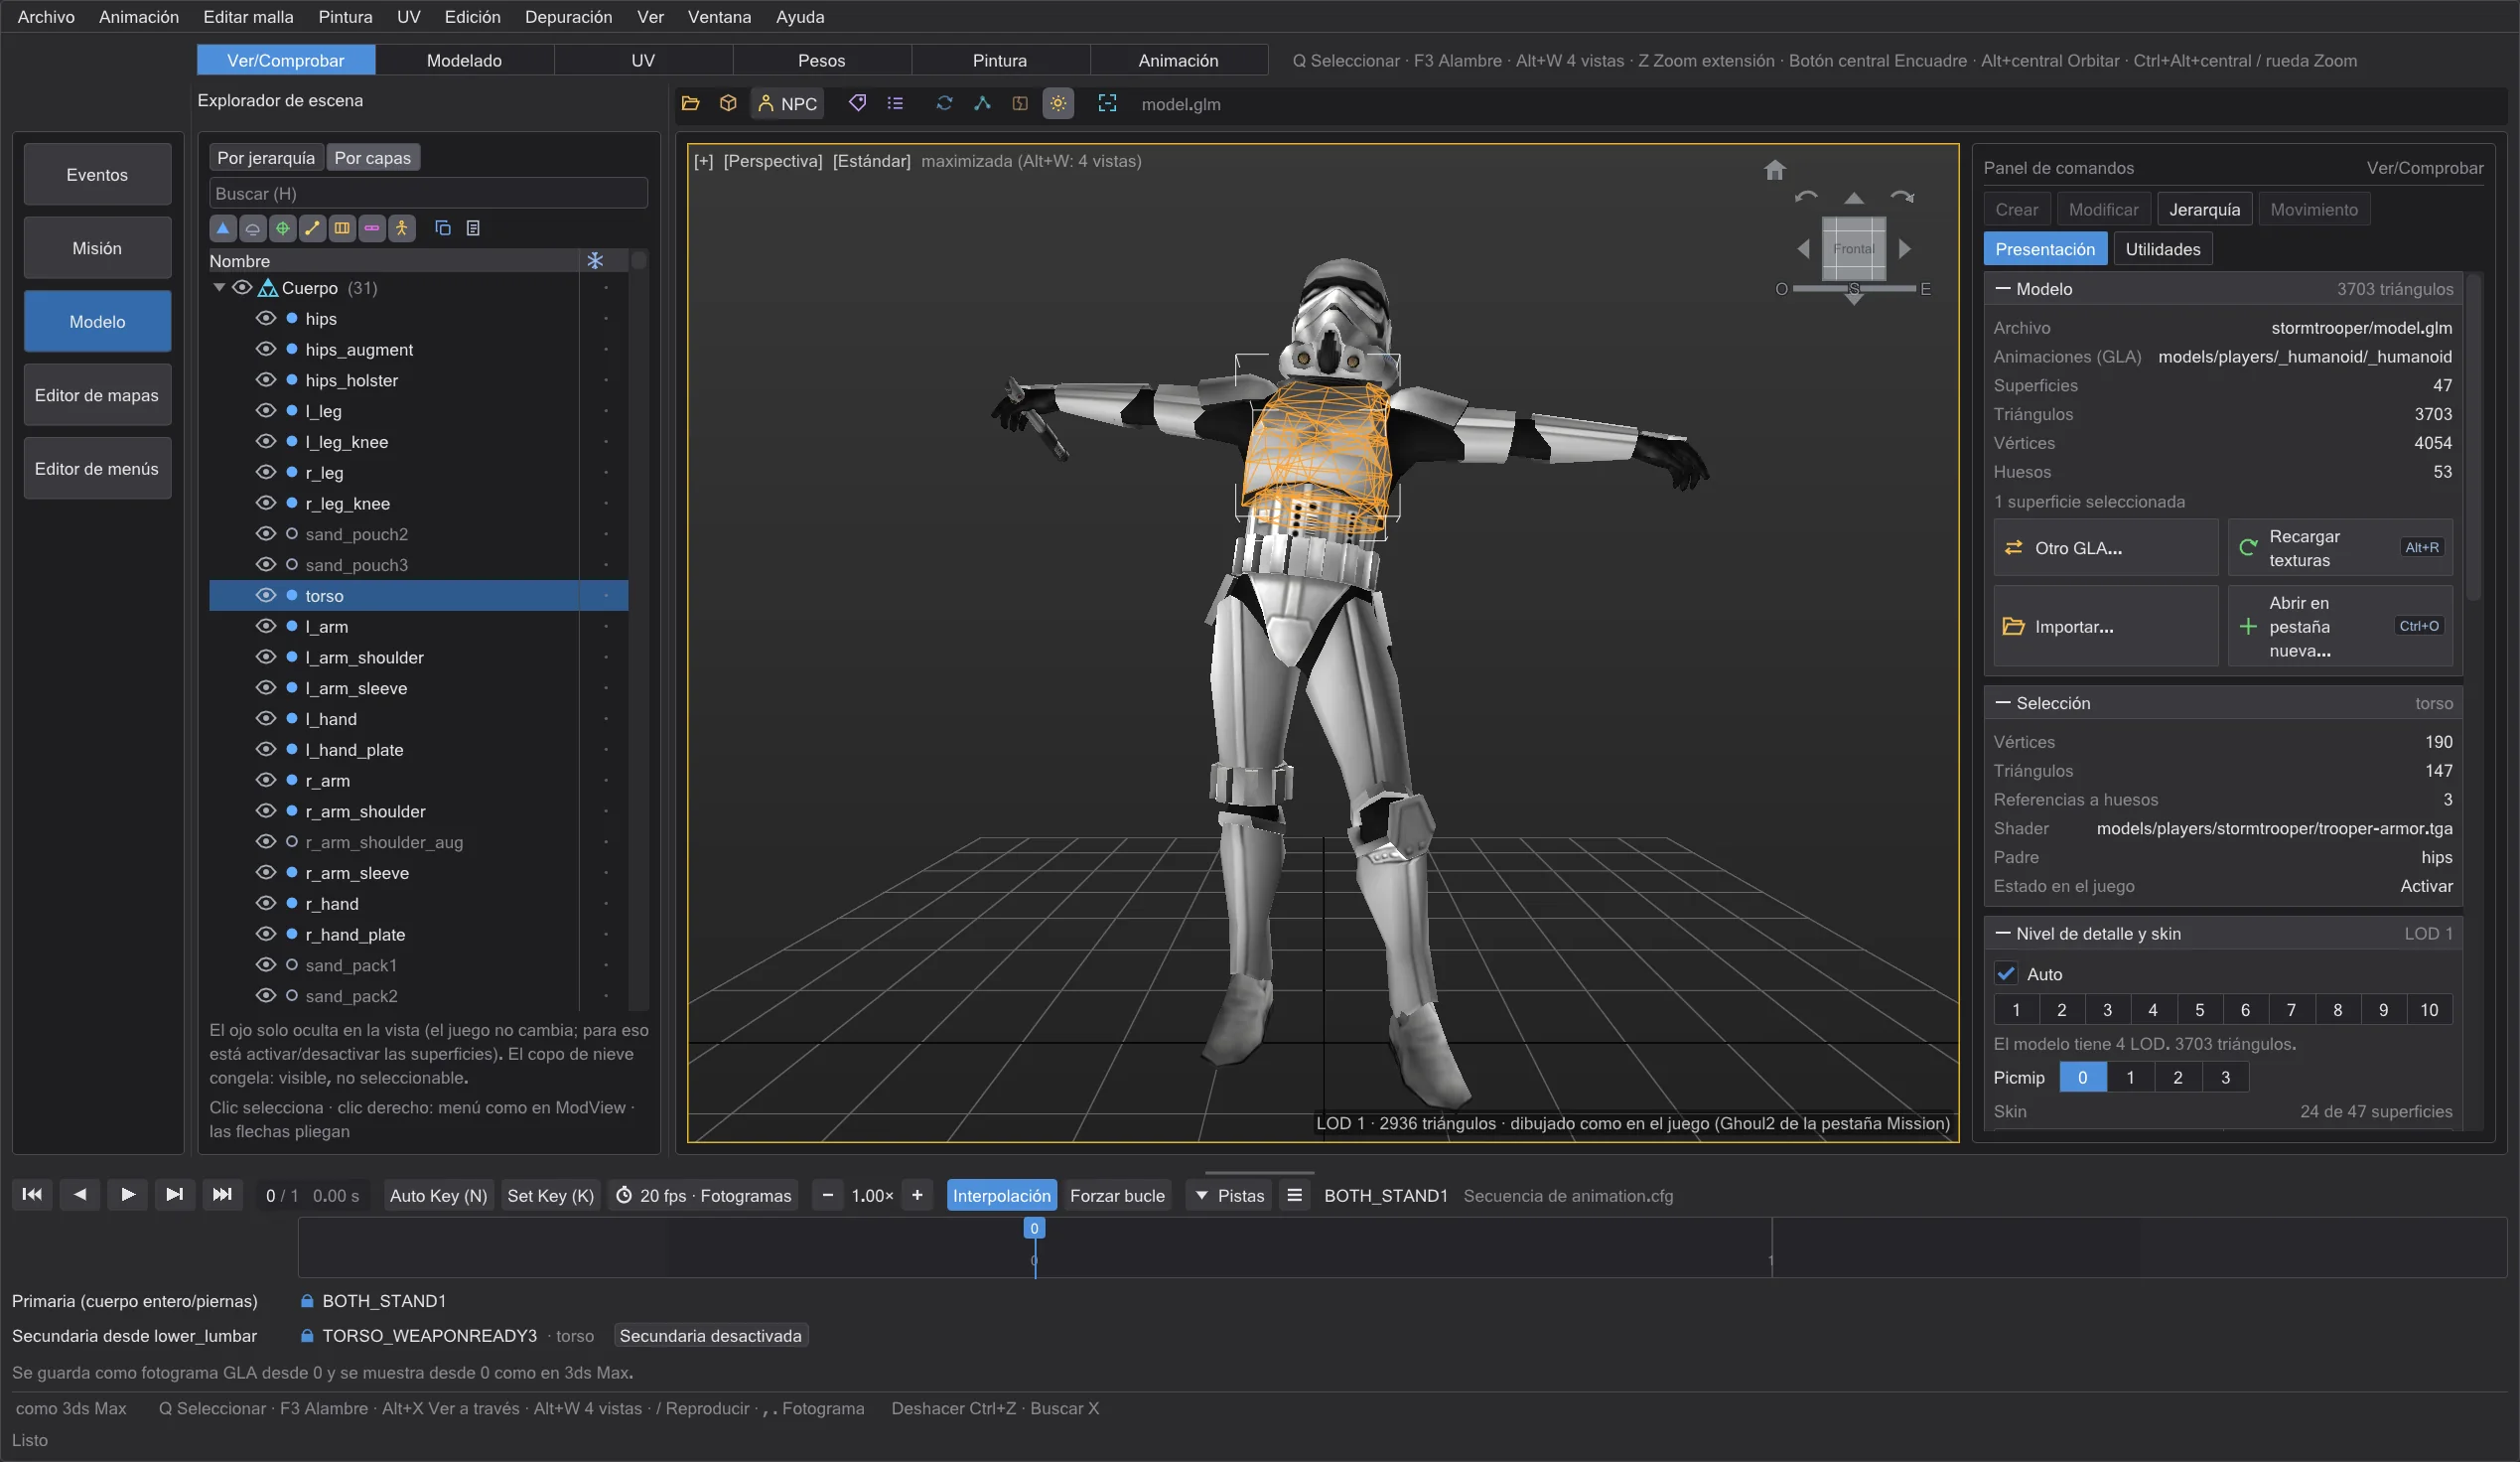 Archivo Animación Editar malla Pintura UV Edición Depuración Ver Ventana Ayuda
Ver/Comprobar Modelado UV Pesos Pintura Animación Q Seleccionar · F3 Alambre · Alt+W 4 vistas · Z Zoom extensión · Botón central Encuadre · Alt+central Orbitar · Ctrl+Alt+central / rueda Zoom
Explorador de escena
NPC model.glm
Eventos
Misión
Modelo
Editor de mapas
Editor de menús
Por jerarquía Por capas
Buscar (H)
Nombre
Cuerpo (31)
hips
hips_augment
hips_holster
l_leg
l_leg_knee
r_leg
r_leg_knee
sand_pouch2
sand_pouch3
torso
l_arm
l_arm_shoulder
l_arm_sleeve
l_hand
l_hand_plate
r_arm
r_arm_shoulder
r_arm_shoulder_aug
r_arm_sleeve
r_hand
r_hand_plate
sand_pack1
sand_pack2
El ojo solo oculta en la vista (el juego no cambia; para eso
está activar/desactivar las superficies). El copo de nieve
congela: visible, no seleccionable.
Clic selecciona · clic derecho: menú como en ModView ·
las flechas pliegan
[+] [Perspectiva] [Estándar] maximizada (Alt+W: 4 vistas)
Frontal
O S E
LOD 1 · 2936 triángulos · dibujado como en el juego (Ghoul2 de la pestaña Mission)
Panel de comandos Ver/Comprobar
Crear Modificar Jerarquía Movimiento
Presentación Utilidades
Modelo 3703 triángulos
Archivo stormtrooper/model.glm
Animaciones (GLA) models/players/_humanoid/_humanoid
Superficies 47
Triángulos 3703
Vértices 4054
Huesos 53
1 superficie seleccionada
Otro GLA...
Recargar
texturas
Alt+R
Importar...
Abrir en
pestaña
nueva...
Ctrl+O
Selección torso
Vértices 190
Triángulos 147
Referencias a huesos 3
Shader models/players/stormtrooper/trooper-armor.tga
Padre hips
Estado en el juego Activar
Nivel de detalle y skin LOD 1
Auto
1 2 3 4 5 6 7 8 9 10
El modelo tiene 4 LOD. 3703 triángulos.
Picmip 0 1 2 3
Skin 24 de 47 superficies
0 / 1 0.00 s Auto Key (N) Set Key (K) 20 fps · Fotogramas − 1.00× + Interpolación Forzar bucle Pistas BOTH_STAND1 Secuencia de animation.cfg
0
0 1
Primaria (cuerpo entero/piernas) BOTH_STAND1
Secundaria desde lower_lumbar TORSO_WEAPONREADY3 · torso Secundaria desactivada
Se guarda como fotograma GLA desde 0 y se muestra desde 0 como en 3ds Max.
como 3ds Max Q Seleccionar · F3 Alambre · Alt+X Ver a través · Alt+W 4 vistas · / Reproducir · , . Fotograma Deshacer Ctrl+Z · Buscar X
Listo